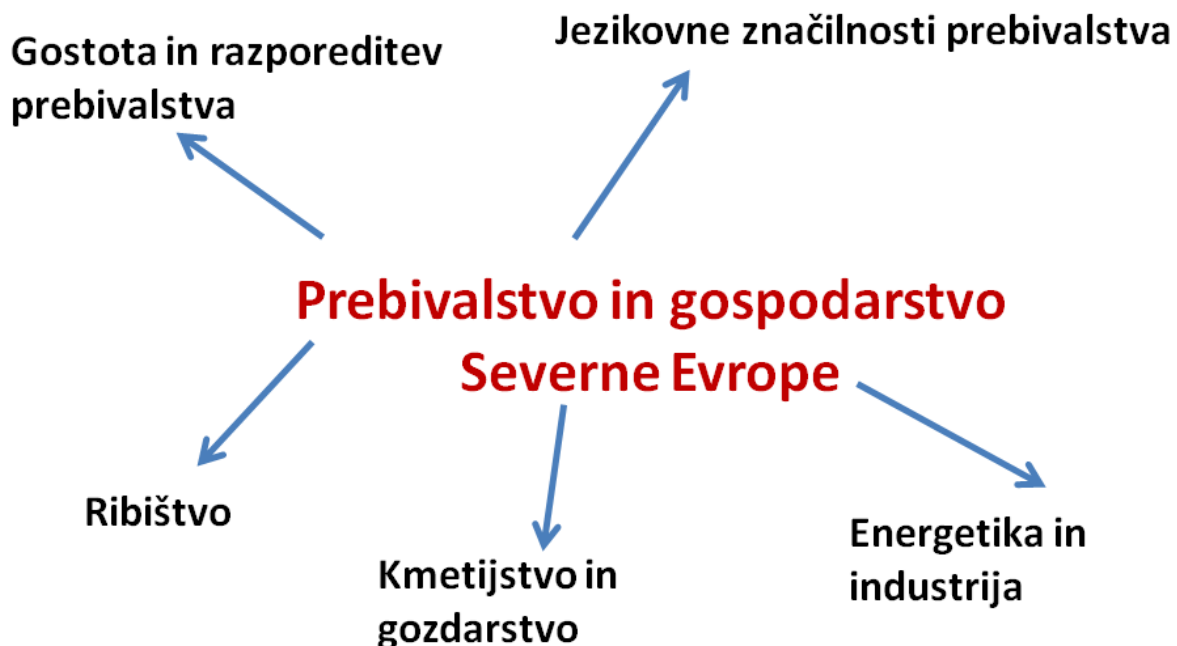 Gostota in razporeditev
prebivalstva
Jezikovne značilnosti prebivalstva
Prebivalstvo in gospodarstvo
Severne Evrope
Ribištvo
Kmetijstvo in
gozdarstvo
Energetika in
industrija